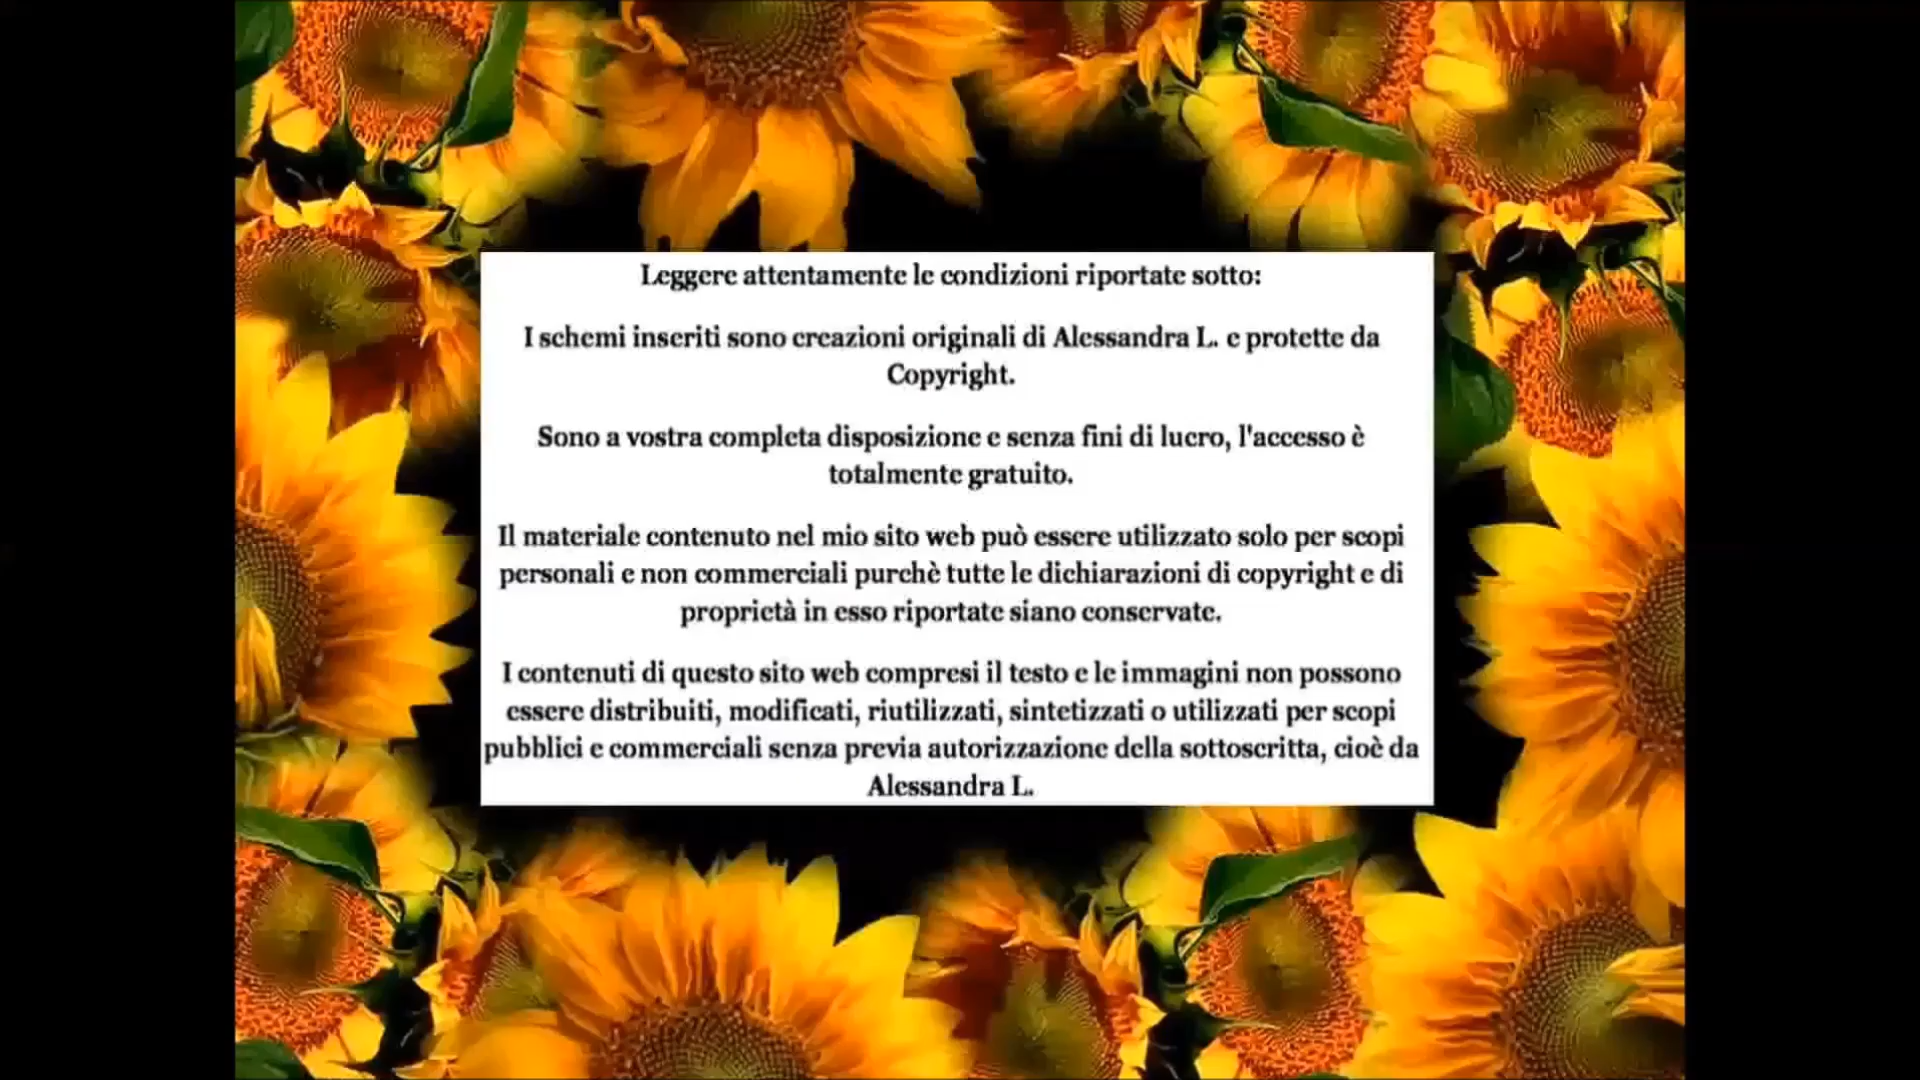 Leggere attentamente le condizioni riportate sotto:
I schemi inseriti sono creazioni originali di Alessandra L. e protette da
Copyright.
Sono a vostra completa disposizione e senza fini di lucro, l'accesso è
totalmente gratuito.
Il materiale contenuto nel mio sito web può essere utilizzato solo per scopi
personali e non commerciali purchè tutte le dichiarazioni di copyright e di
proprietà in esso riportate siano conservate.
I contenuti di questo sito web compresi il testo e le immagini non possono
essere distribuiti, modificati, riutilizzati, sintetizzati o utilizzati per scopi
pubblici e commerciali senza previa autorizzazione della sottoscritta, cioè da
Alessandra L.